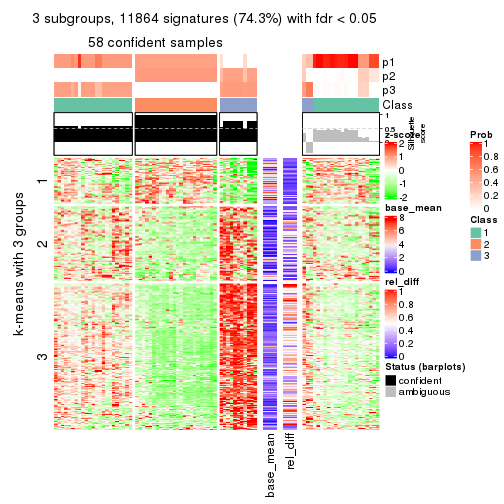 3 subgroups, 11864 signatures (74.3%) with fdr < 0.05
58 confident samples
p1
p2
p3
Class
1
0.5
0
Silhouette
score
k-means with 3 groups
1
2
3
base_mean
rel_diff
z-score
2
1
0
-1
-2
base_mean
8
6
4
2
0
rel_diff
1
0.8
0.6
0.4
0.2
0
Status (barplots)
confident
ambiguous
Prob
1
0.8
0.6
0.4
0.2
0
Class
1
2
3